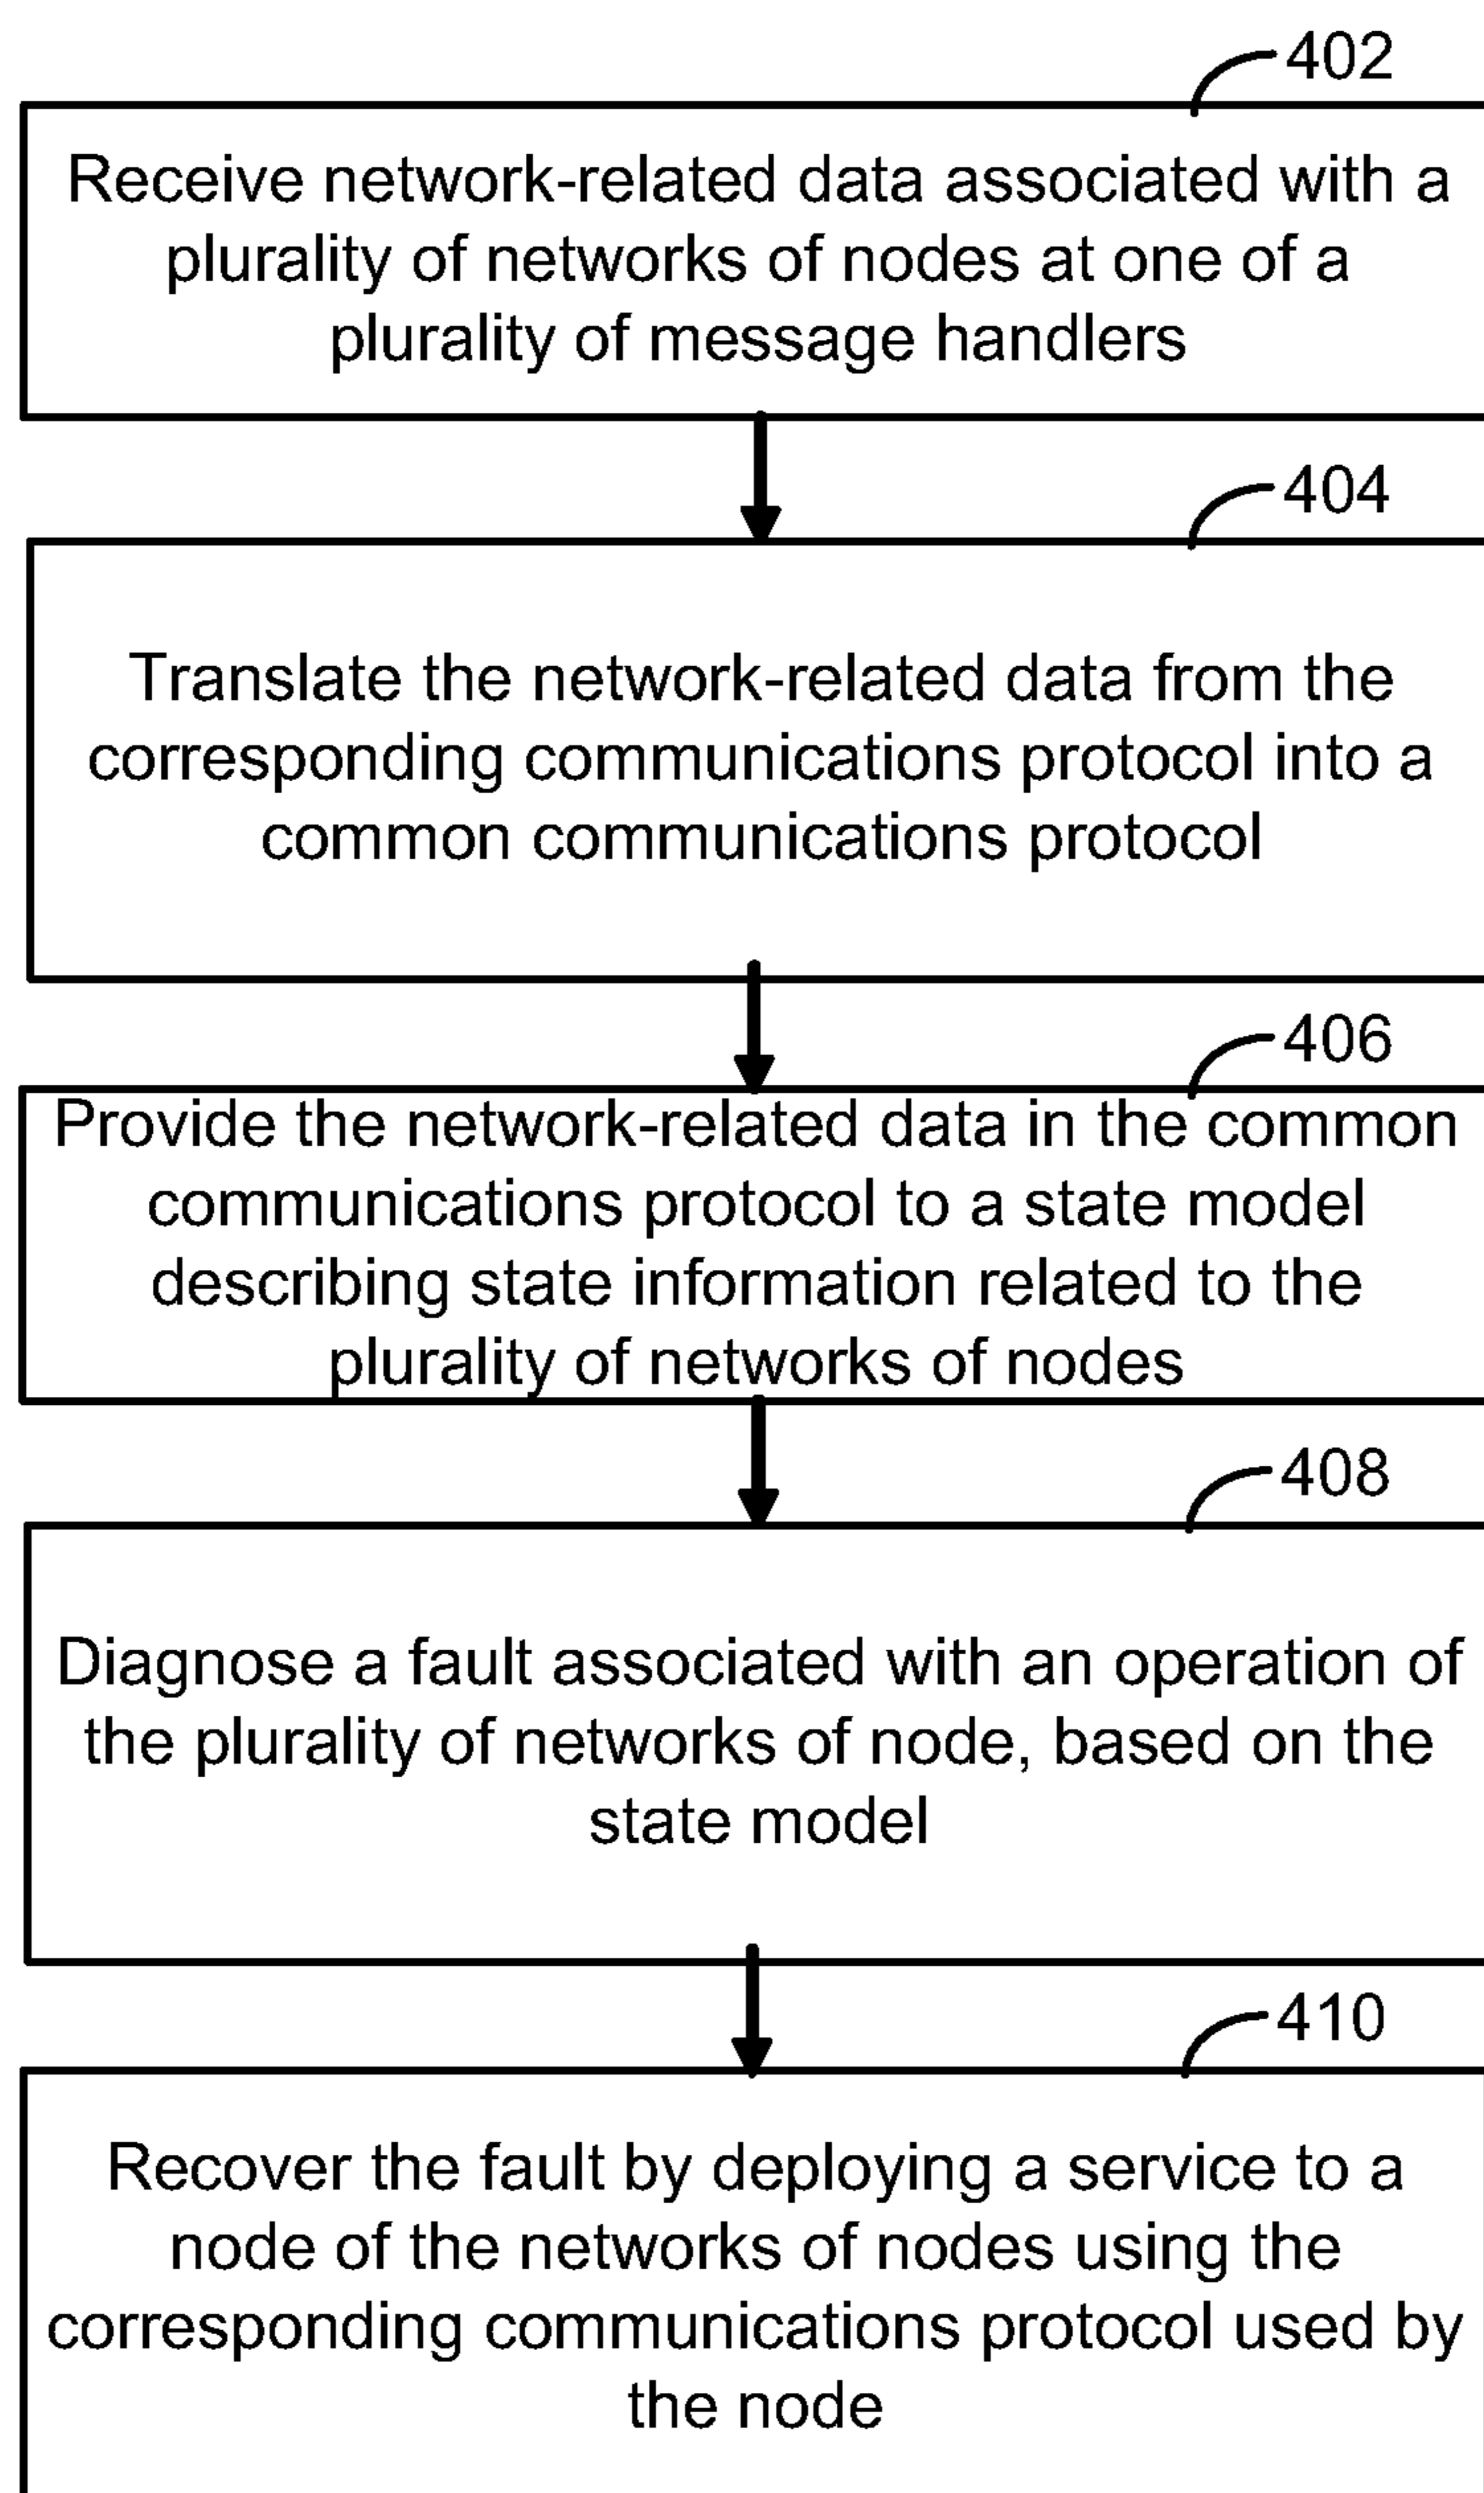 402
Receive network-related data associated with a
plurality of networks of nodes at one of a
plurality of message handlers
404
Translate the network-related data from the
corresponding communications protocol into a
common communications protocol
406
Provide the network-related data in the common
communications protocol to a state model
describing state information related to the
plurality of networks of nodes
408
Diagnose a fault associated with an operation of
the plurality of networks of node, based on the
state model
410
Recover the fault by deploying a service to a
node of the networks of nodes using the
corresponding communications protocol used by
the node